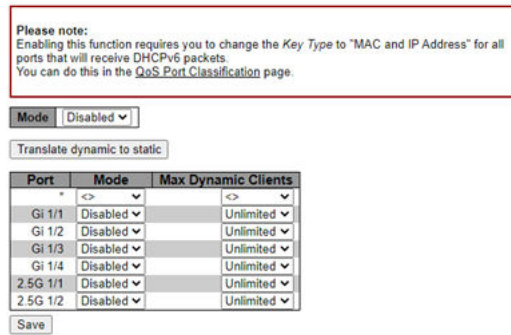 Please note:
Enabling this function requires you to change the Key Type to "MAC and IP Address" for all
ports that will receive DHCPv6 packets.
You can do this in the QoS Port Classification page.
Mode Disabled
Translate dynamic to static
Port Mode Max Dynamic Clients
* <> <>
Gi 1/1 Disabled Unlimited
Gi 1/2 Disabled Unlimited
Gi 1/3 Disabled Unlimited
Gi 1/4 Disabled Unlimited
2.5G 1/1 Disabled Unlimited
2.5G 1/2 Disabled Unlimited
Save